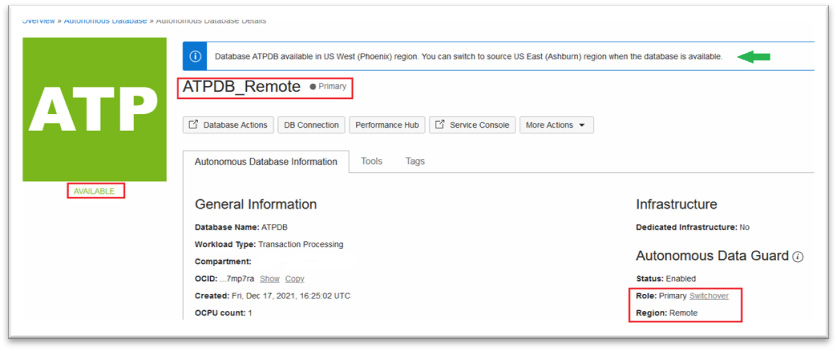 Overview » Autonomous Database » Autonomous Database Details
Database ATPDB available in US West (Phoenix) region. You can switch to source US East (Ashburn) region when the database is available.
ATPDB_Remote Primary
ATP
Database Actions DB Connection Performance Hub Service Console More Actions
Autonomous Database Information Tools Tags
AVAILABLE
General Information
Database Name: ATPDB
Workload Type: Transaction Processing
Compartment:
OCID: ...7mp7ra Show Copy
Created: Fri, Dec 17, 2021, 16:25:02 UTC
OCPU count: 1
Infrastructure
Dedicated Infrastructure: No
Autonomous Data Guard
Status: Enabled
Role: Primary Switchover
Region: Remote